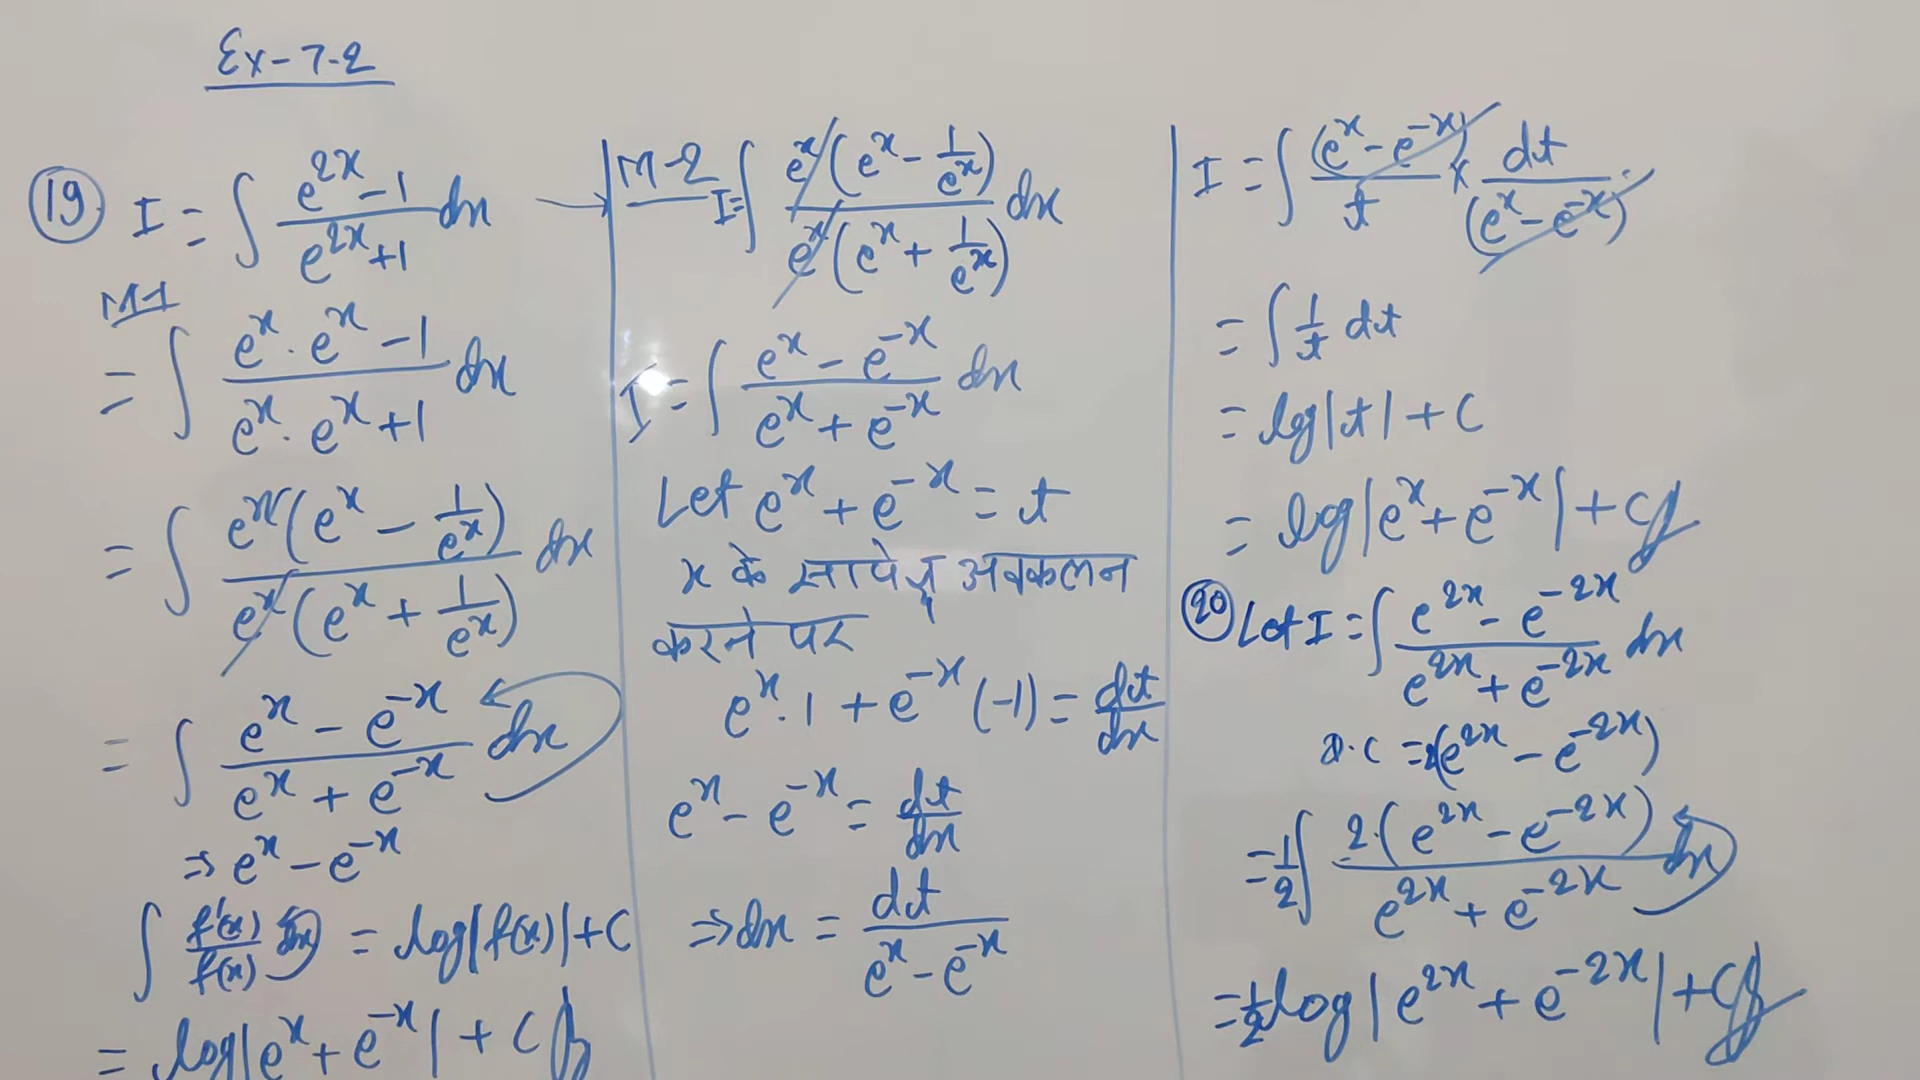 Ex-7.2
(19) I = ∫ (e^{2x} - 1)/(e^{2x} + 1) dx →
M-1
= ∫ (e^x . e^x - 1)/(e^x . e^x + 1) dx
= ∫ e^x (e^x - 1/e^x) / e^x (e^x + 1/e^x) dx
= ∫ (e^x - e^{-x})/(e^x + e^{-x}) dx
⇒ e^x - e^{-x}
∫ f'(x)/f(x) dx = log|f(x)| + C
= log|e^x + e^{-x}| + C
M-2 I = ∫ e^x (e^x - 1/e^x) / e^x (e^x + 1/e^x) dx
I = ∫ (e^x - e^{-x})/(e^x + e^{-x}) dx
Let e^x + e^{-x} = t
x के सापेक्ष अवकलन
करने पर
e^x . 1 + e^{-x} (-1) = dt/dx
e^x - e^{-x} = dt/dx
⇒ dx = dt/(e^x - e^{-x})
I = ∫ (e^x - e^{-x})/t × dt/(e^x - e^{-x})
= ∫ 1/t dt
= log|t| + C
= log|e^x + e^{-x}| + C
(20) Let I = ∫ (e^{2x} - e^{-2x})/(e^{2x} + e^{-2x}) dx
D.C = 2(e^{2x} - e^{-2x})
= 1/2 ∫ 2.(e^{2x} - e^{-2x})/(e^{2x} + e^{-2x}) dx
= 1/2 log|e^{2x} + e^{-2x}| + C